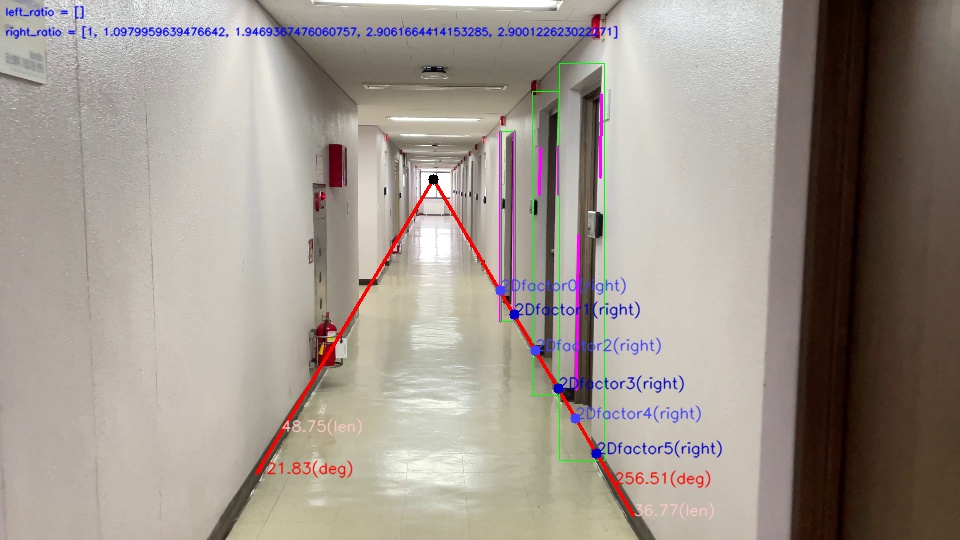 left_ratio = []
right_ratio = [1, 1.0979959639476642, 1.9469367476060757, 2.9061664414153285, 2.900122623022271]
2Dfactor0(right)
2Dfactor1(right)
2Dfactor2(right)
2Dfactor3(right)
2Dfactor4(right)
48.75(len)
2Dfactor5(right)
21.83(deg)
256.51(deg)
36.77(len)